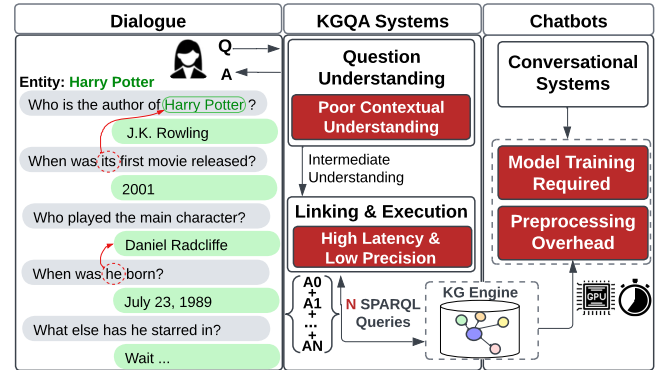 Dialogue
Q
A
Entity: Harry Potter
Who is the author of Harry Potter ?
J.K. Rowling
When was its first movie released?
2001
Who played the main character?
Daniel Radcliffe
When was he born?
July 23, 1989
What else has he starred in?
Wait ...
KGQA Systems
Question
Understanding
Poor Contextual
Understanding
Intermediate
Understanding
Linking & Execution
High Latency &
Low Precision
A0
+
A1
+
...
+
AN
N SPARQL
Queries
KG Engine
Chatbots
Conversational
Systems
Model Training
Required
Preprocessing
Overhead
GPU